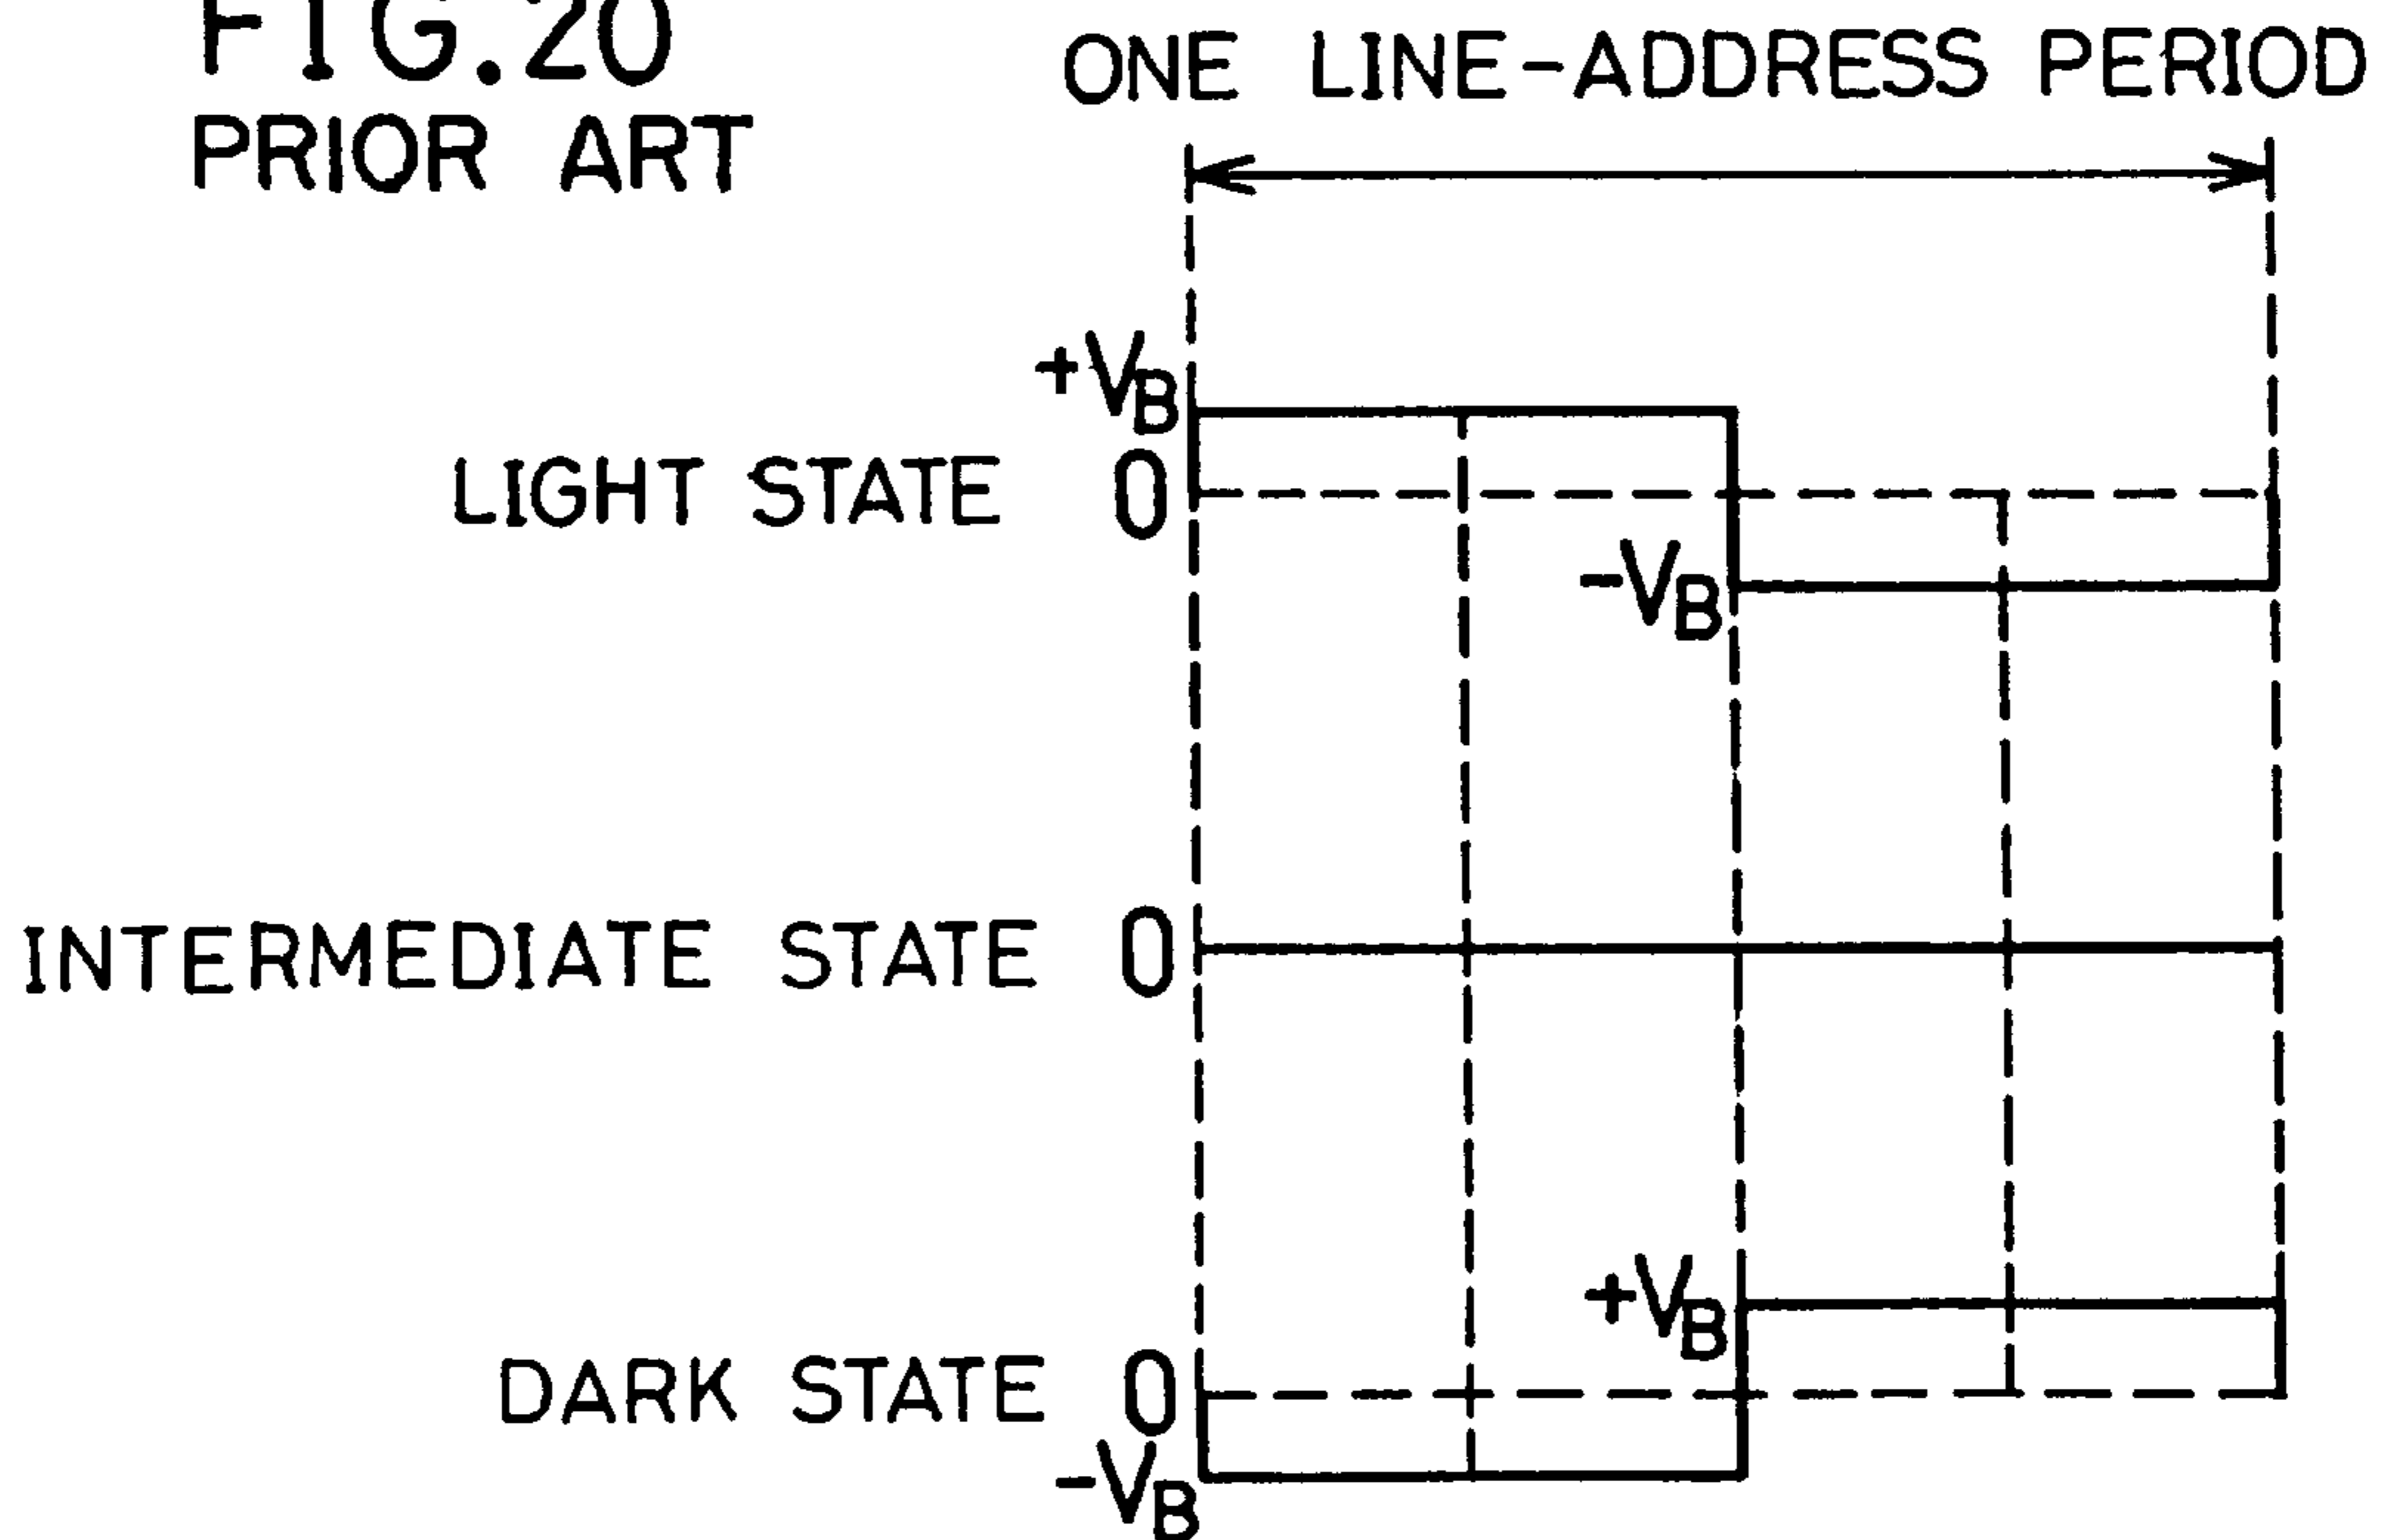 FIG.20
PRIOR ART
ONE LINE-ADDRESS PERIOD
+VB
LIGHT STATE 0
-VB
INTERMEDIATE STATE 0
+VB
DARK STATE 0
-VB